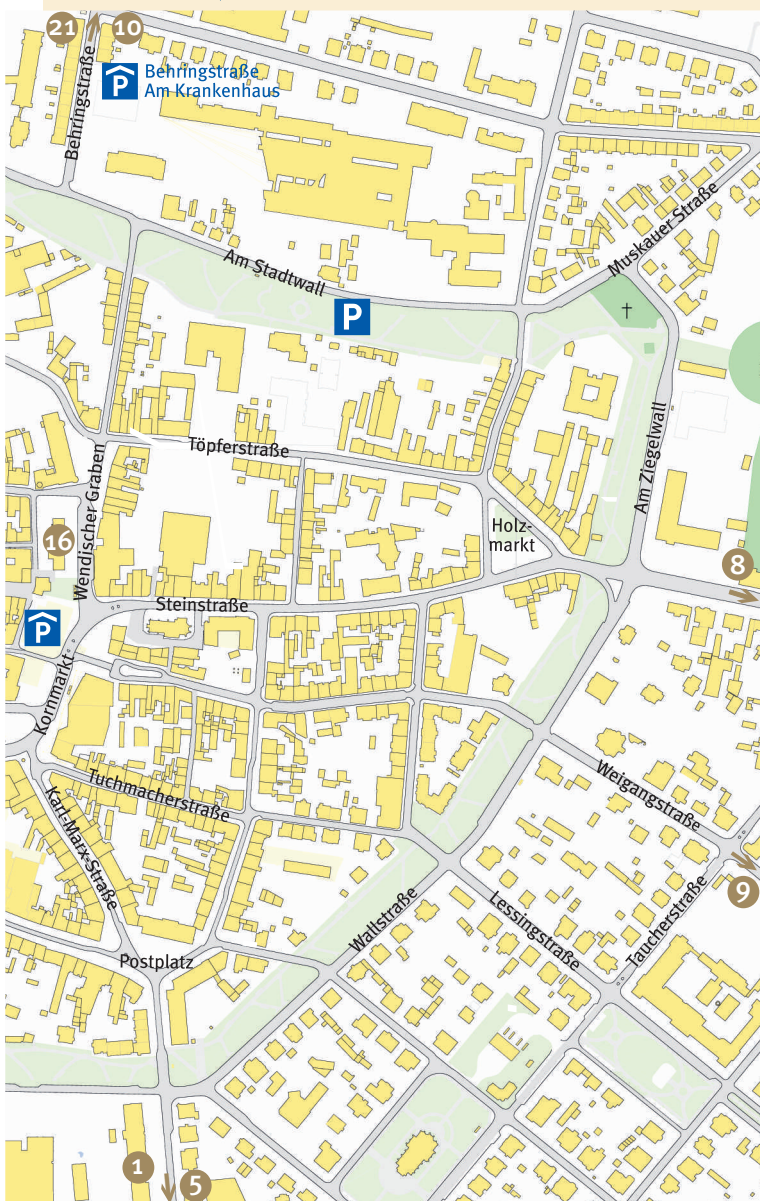 21
10
P
Behringstraße
Am Krankenhaus
Behringstraße
Muskauer Straße
Am Stadtwall
P
Töpferstraße
Am Ziegelwall
Wendischer Graben
Holz-
markt
16
8
Steinstraße
P
Kornmarkt
Tuchmacherstraße
Weigangstraße
Karl-Marx-Straße
9
Wallstraße
Lessingstraße
Taucherstraße
Postplatz
1
5